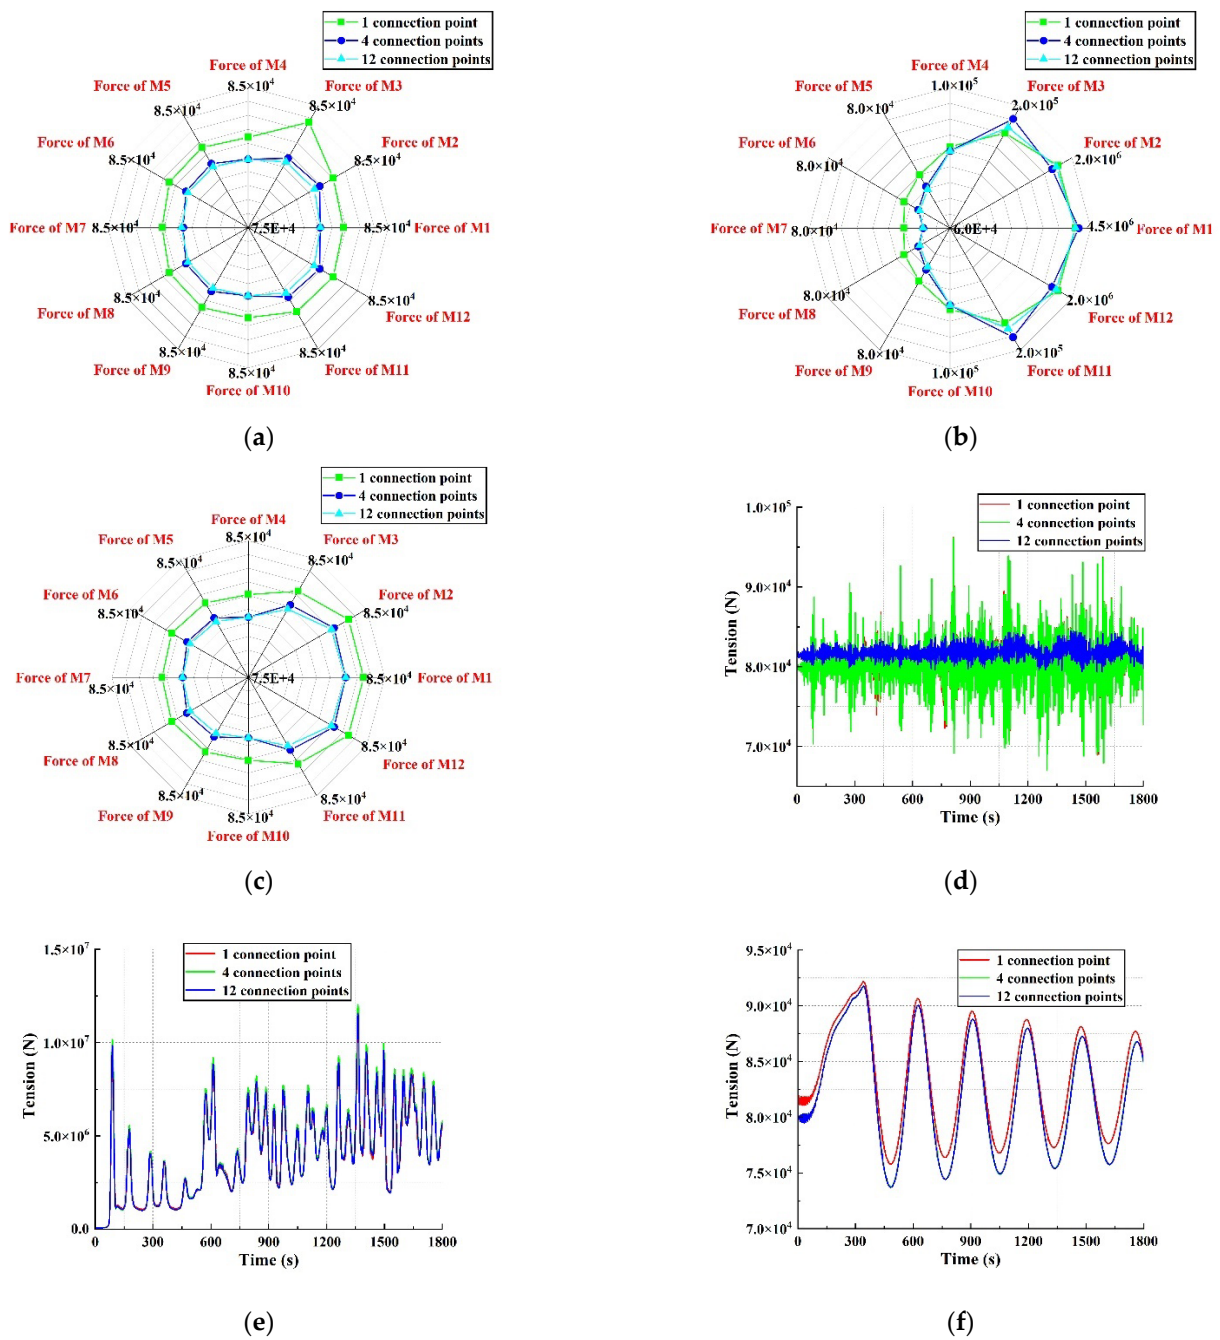 1 connection point
4 connection points
12 connection points
Force of M4
8.5×10⁴
Force of M5
8.5×10⁴
Force of M3
8.5×10⁴
Force of M6
8.5×10⁴
Force of M2
8.5×10⁴
Force of M7
8.5×10⁴
7.5E+4
8.5×10⁴
Force of M1
Force of M8
8.5×10⁴
8.5×10⁴
Force of M12
Force of M9
8.5×10⁴
8.5×10⁴
Force of M11
8.5×10⁴
Force of M10
(a)
1 connection point
4 connection points
12 connection points
Force of M4
1.0×10⁵
Force of M5
8.0×10⁴
Force of M3
2.0×10⁵
Force of M6
8.0×10⁴
Force of M2
2.0×10⁶
Force of M7
8.0×10⁴
6.0E+4
4.5×10⁶
Force of M1
Force of M8
8.0×10⁴
2.0×10⁶
Force of M12
Force of M9
8.0×10⁴
2.0×10⁵
Force of M11
1.0×10⁵
Force of M10
(b)
1 connection point
4 connection points
12 connection points
Force of M4
8.5×10⁴
Force of M5
8.5×10⁴
Force of M3
8.5×10⁴
Force of M6
8.5×10⁴
Force of M2
8.5×10⁴
Force of M7
8.5×10⁴
7.5E+4
8.5×10⁴
Force of M1
Force of M8
8.5×10⁴
8.5×10⁴
Force of M12
Force of M9
8.5×10⁴
8.5×10⁴
Force of M11
8.5×10⁴
Force of M10
(c)
1 connection point
4 connection points
12 connection points
Tension (N)
1.0×10⁵
9.0×10⁴
8.0×10⁴
7.0×10⁴
0 300 600 900 1200 1500 1800
Time (s)
(d)
1 connection point
4 connection points
12 connection points
Tension (N)
1.5×10⁷
1.0×10⁷
5.0×10⁶
0.0
0 300 600 900 1200 1500 1800
Time (s)
(e)
1 connection point
4 connection points
12 connection points
Tension (N)
9.5×10⁴
9.0×10⁴
8.5×10⁴
8.0×10⁴
7.5×10⁴
7.0×10⁴
0 300 600 900 1200 1500 1800
Time (s)
(f)